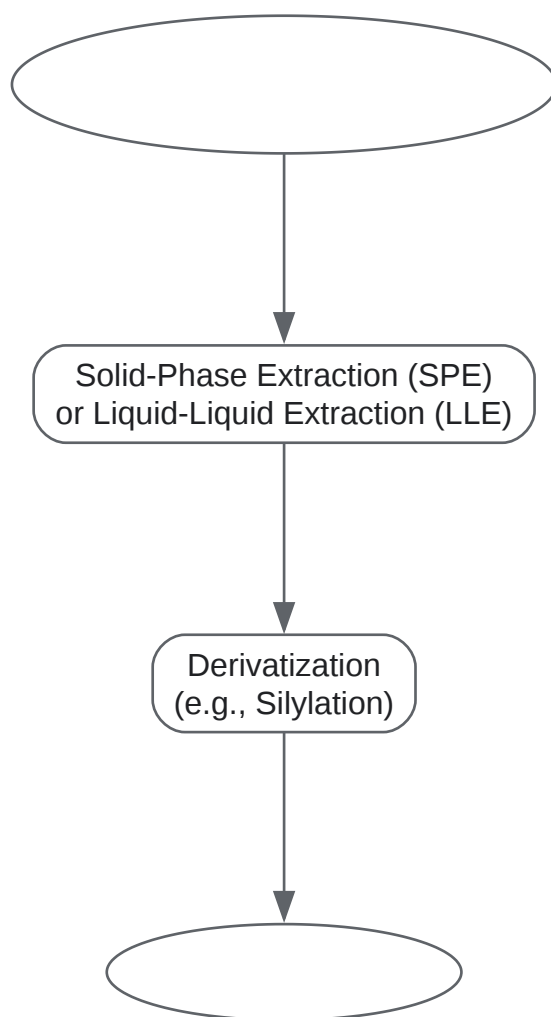 Solid-Phase Extraction (SPE)
or Liquid-Liquid Extraction (LLE)
Derivatization
(e.g., Silylation)